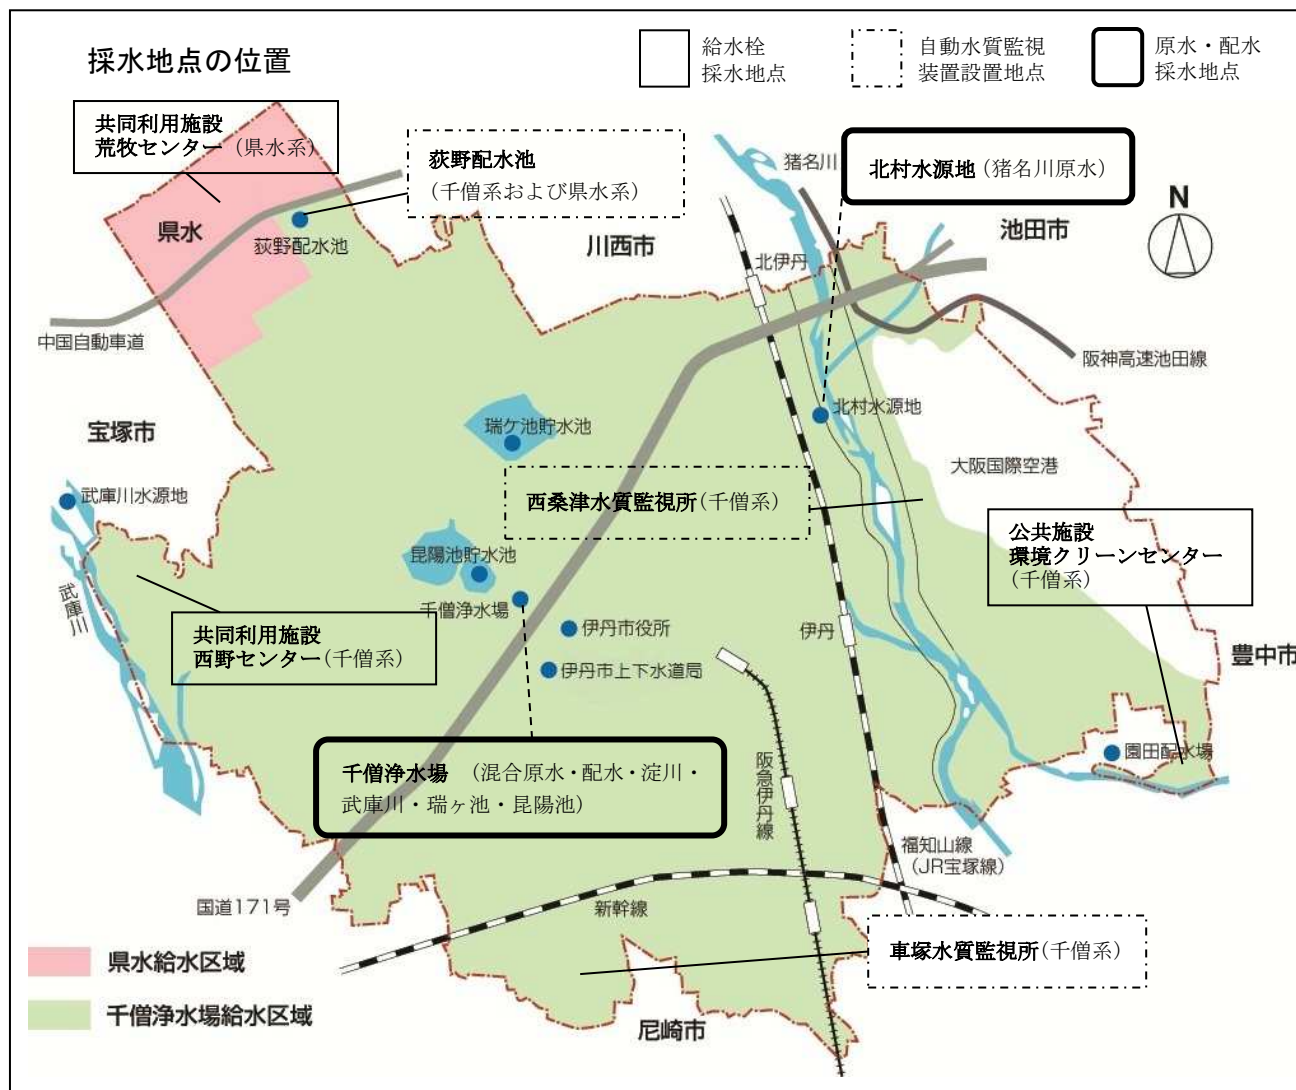 採水地点の位置
給水栓
採水地点
自動水質監視
装置設置地点
原水・配水
採水地点
共同利用施設
荒牧センター(県水系)
荻野配水池
(千僧系および県水系)
猪名川
北村水源地(猪名川原水)
N
県水
荻野配水池
川西市
北伊丹
池田市
中国自動車道
阪神高速池田線
宝塚市
瑞ケ池貯水池
北村水源地
大阪国際空港
武庫川水源地
西桑津水質監視所(千僧系)
公共施設
環境クリーンセンター
(千僧系)
昆陽池貯水池
千僧浄水場
武庫川
伊丹市役所
伊丹
共同利用施設
西野センター(千僧系)
伊丹市上下水道局
豊中市
園田配水場
千僧浄水場 (混合原水・配水・淀川・
武庫川・瑞ヶ池・昆陽池)
阪急伊丹線
福知山線
(JR宝塚線)
国道171号
新幹線
車塚水質監視所(千僧系)
県水給水区域
千僧浄水場給水区域
尼崎市